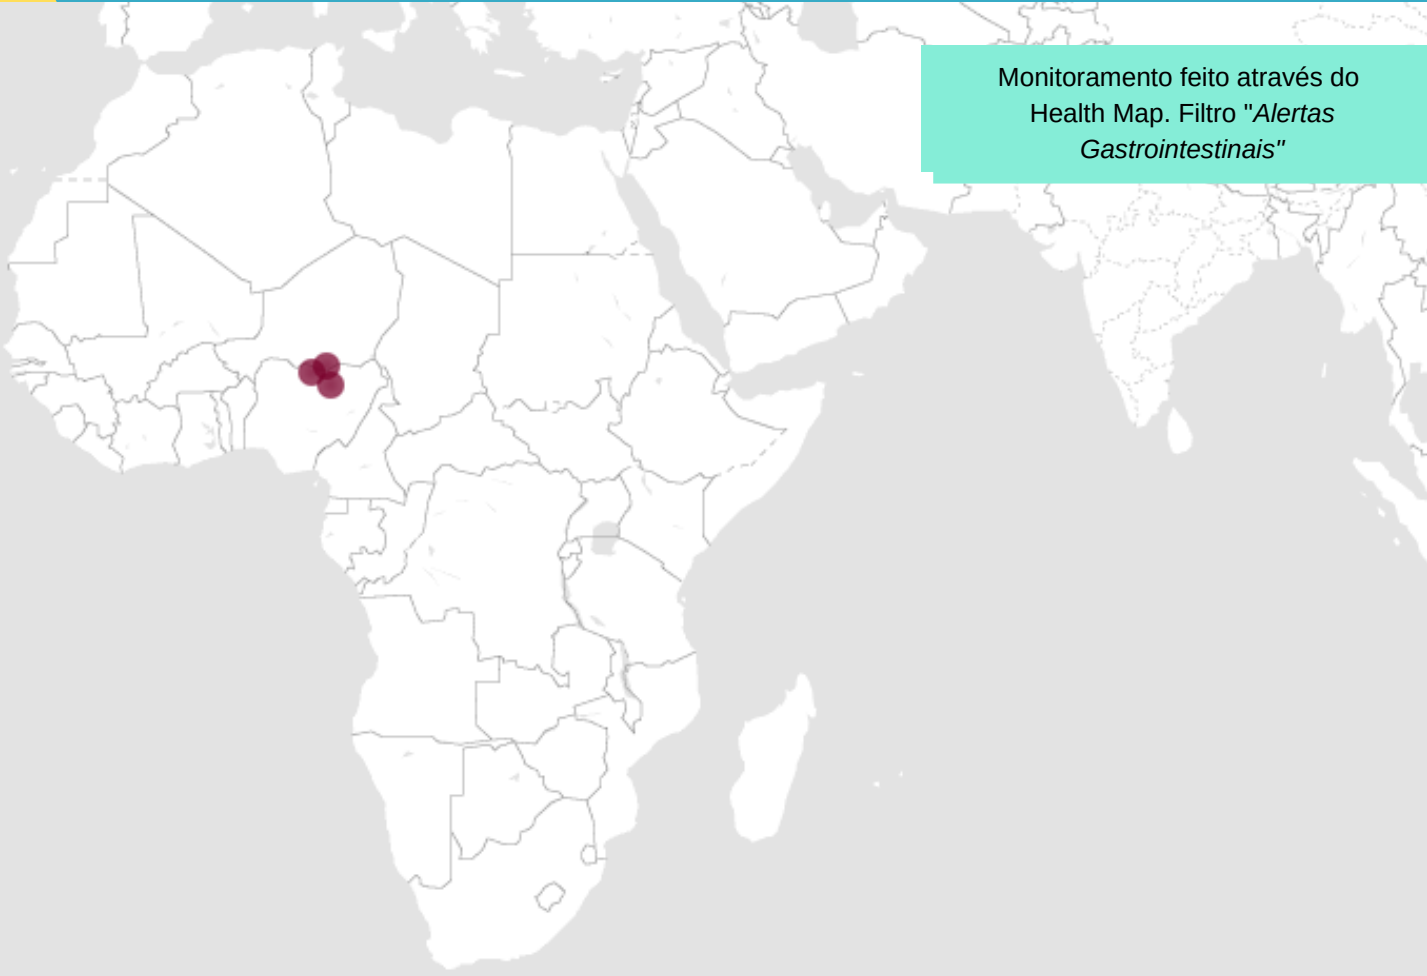 Monitoramento feito através do
Health Map. Filtro "Alertas
Gastrointestinais"